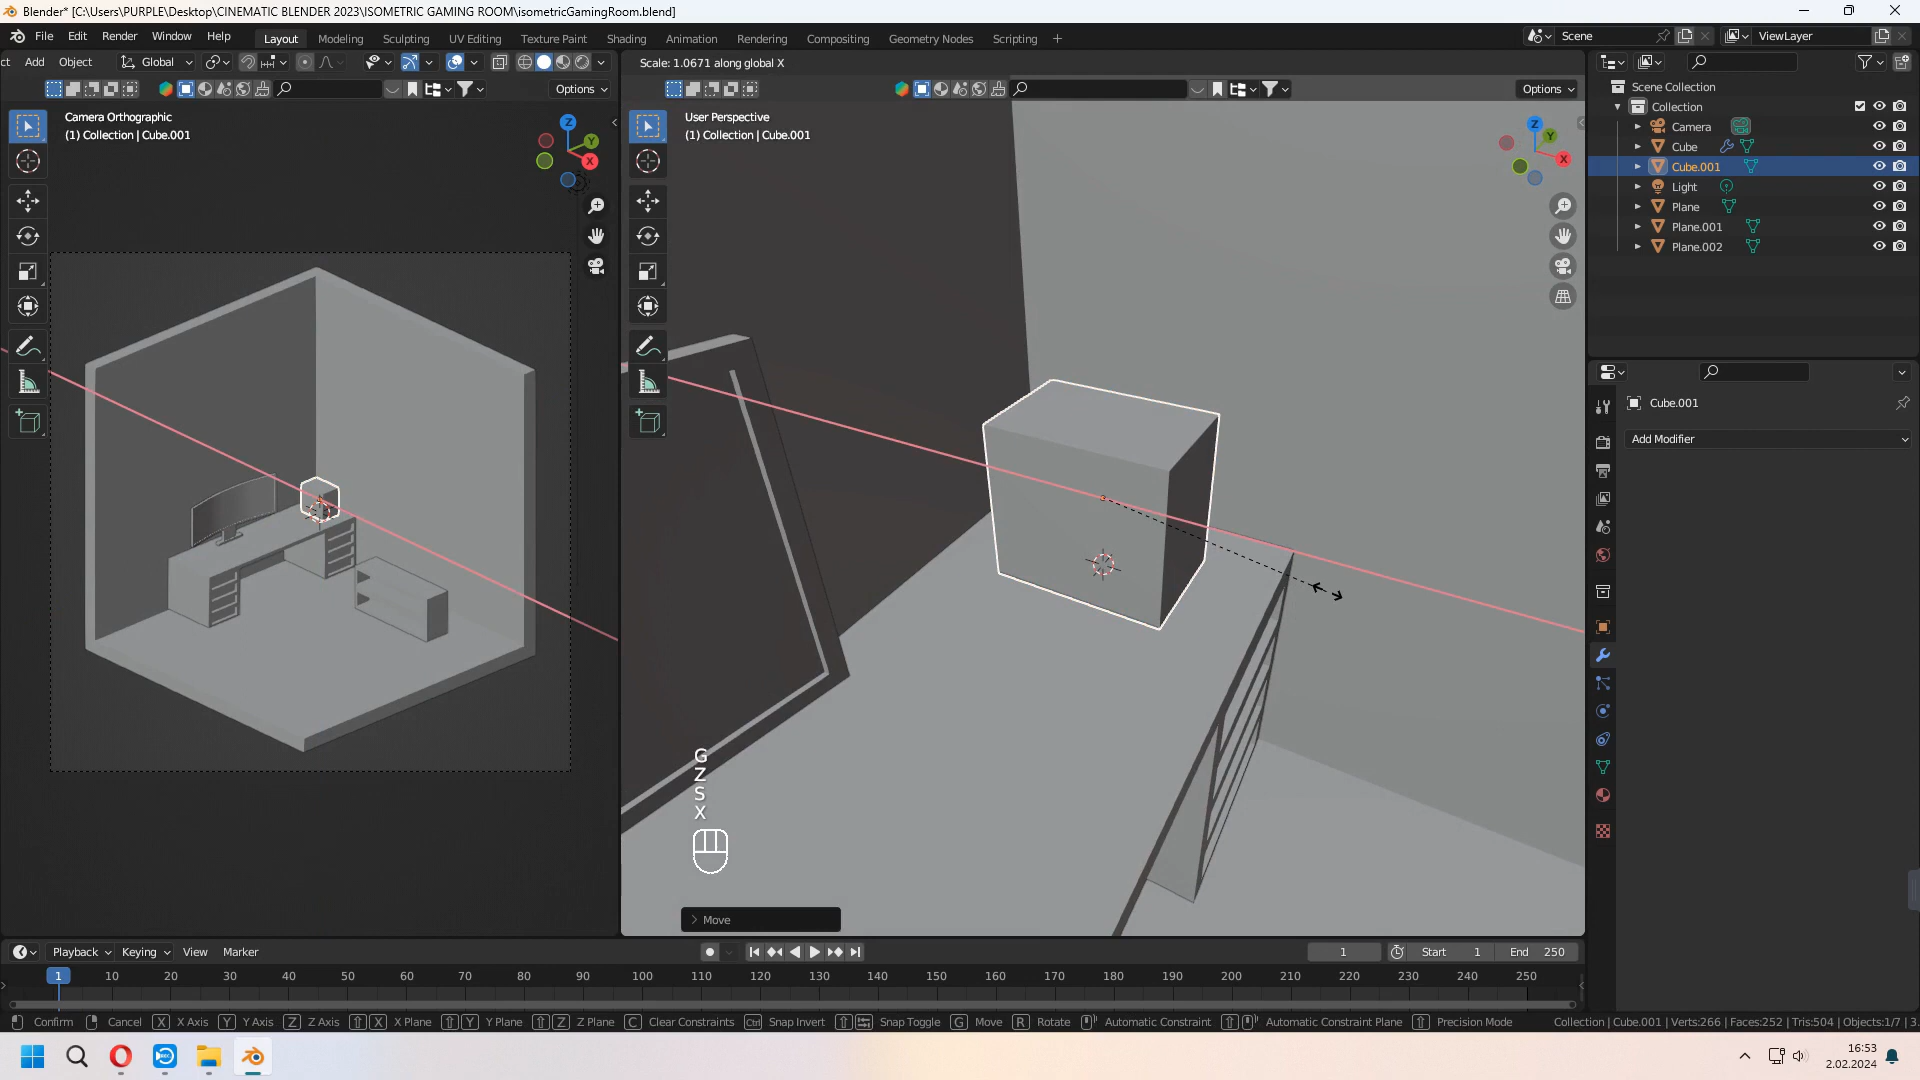 Blender* [C:\Users\PURPLE\Desktop\CINEMATIC BLENDER 2023\ISOMETRIC GAMING ROOM\isometricGamingRoom.blend]
File Edit Render Window Help Layout Modeling Sculpting UV Editing Texture Paint Shading Animation Rendering Compositing Geometry Nodes Scripting + Scene ViewLayer
ct Add Object Global Scale: 1.0671 along global X
Options Options
Camera Orthographic
(1) Collection | Cube.001
Z
Y
X
User Perspective
(1) Collection | Cube.001
Z
Y
X
Scene Collection
Collection
Camera
Cube
Cube.001
Light
Plane
Plane.001
Plane.002
Cube.001
Add Modifier
G
Z
S
X
Move
Playback Keying View Marker 1 Start 1 End 250
1 10 20 30 40 50 60 70 80 90 100 110 120 130 140 150 160 170 180 190 200 210 220 230 240 250
Confirm Cancel X X Axis Y Y Axis Z Z Axis X X Plane Y Y Plane Z Z Plane C Clear Constraints Ctrl Snap Invert Snap Toggle G Move R Rotate Automatic Constraint Automatic Constraint Plane Precision Mode Collection | Cube.001 | Verts:266 | Faces:252 | Tris:504 | Objects:1/7 | 3.
16:53
2.02.2024